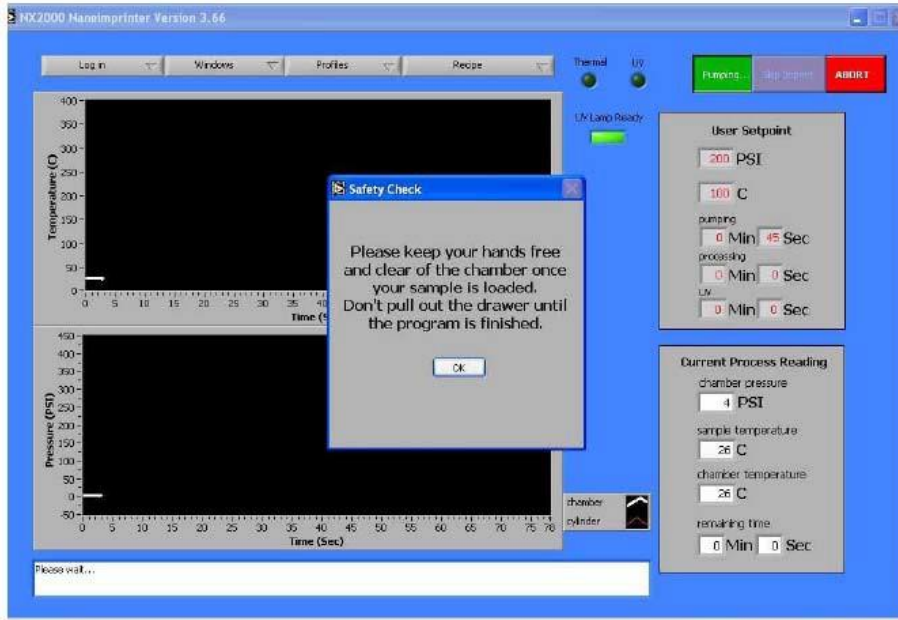 NX2000 Nanoimprinter Version 3.66
Log in
Windows
Profiles
Recipe
Thermal
UV
Pumping...
Skip Imprint
ABORT
UV Lamp Ready
400
350
300
250
200
150
100
50
0
Temperature (C)
0 5 10 15 20 25 30 35
Time (S
Safety Check
Please keep your hands free
and clear of the chamber once
your sample is loaded.
Don't pull out the drawer until
the program is finished.
OK
User Setpoint
200 PSI
100 C
pumping
0 Min 45 Sec
processing
0 Min 0 Sec
UV
0 Min 0 Sec
450
400
350
300
250
200
150
100
50
0
-50
Pressure (PSI)
0 5 10 15 20 25 30 35 40 45 50 55 60 65 70 75 78
Time (Sec)
chamber
cylinder
Current Process Reading
chamber pressure
4 PSI
sample temperature
26 C
chamber temperature
26 C
remaining time
0 Min 0 Sec
Please wait...